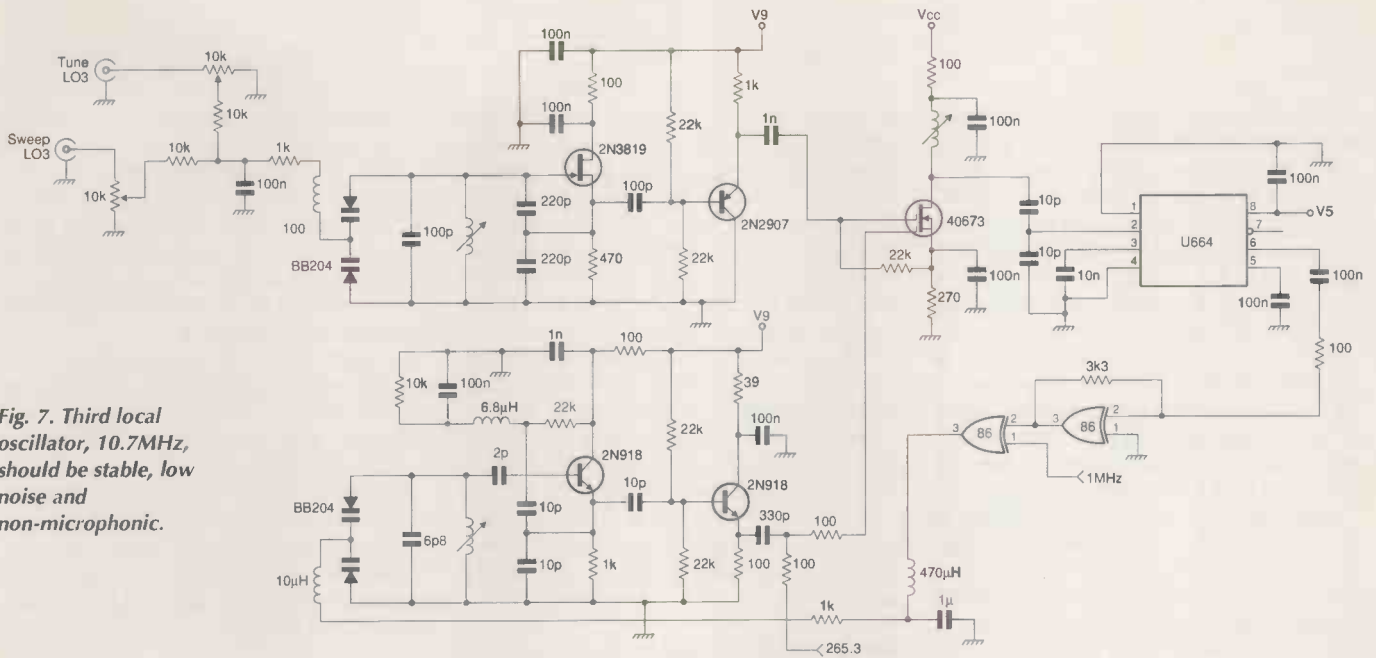 Tune
LO3
10k
10k
Sweep
LO3
10k
10k
1k
100n
100
BB204
100p
220p
220p
100n
100n
100
2N3819
100p
470
22k
22k
V9
1k
2N2907
1n
Vcc
100
100n
40673
22k
100n
270
10p
10p
10n
1
2
3
4
U664
8
7
6
5
100n
V5
100n
100n
100
3k3
3
86
2
1
3
86
2
1
1MHz
470µH
1µ
1k
10k
100n
6.8µH
1n
100
22k
2p
2N918
10p
10p
1k
10p
22k
22k
V9
39
100n
2N918
330p
100
100
100
265.3
BB204
6p8
10µH
Fig. 7. Third local
oscillator, 10.7MHz,
should be stable, low
noise and
non-microphonic.